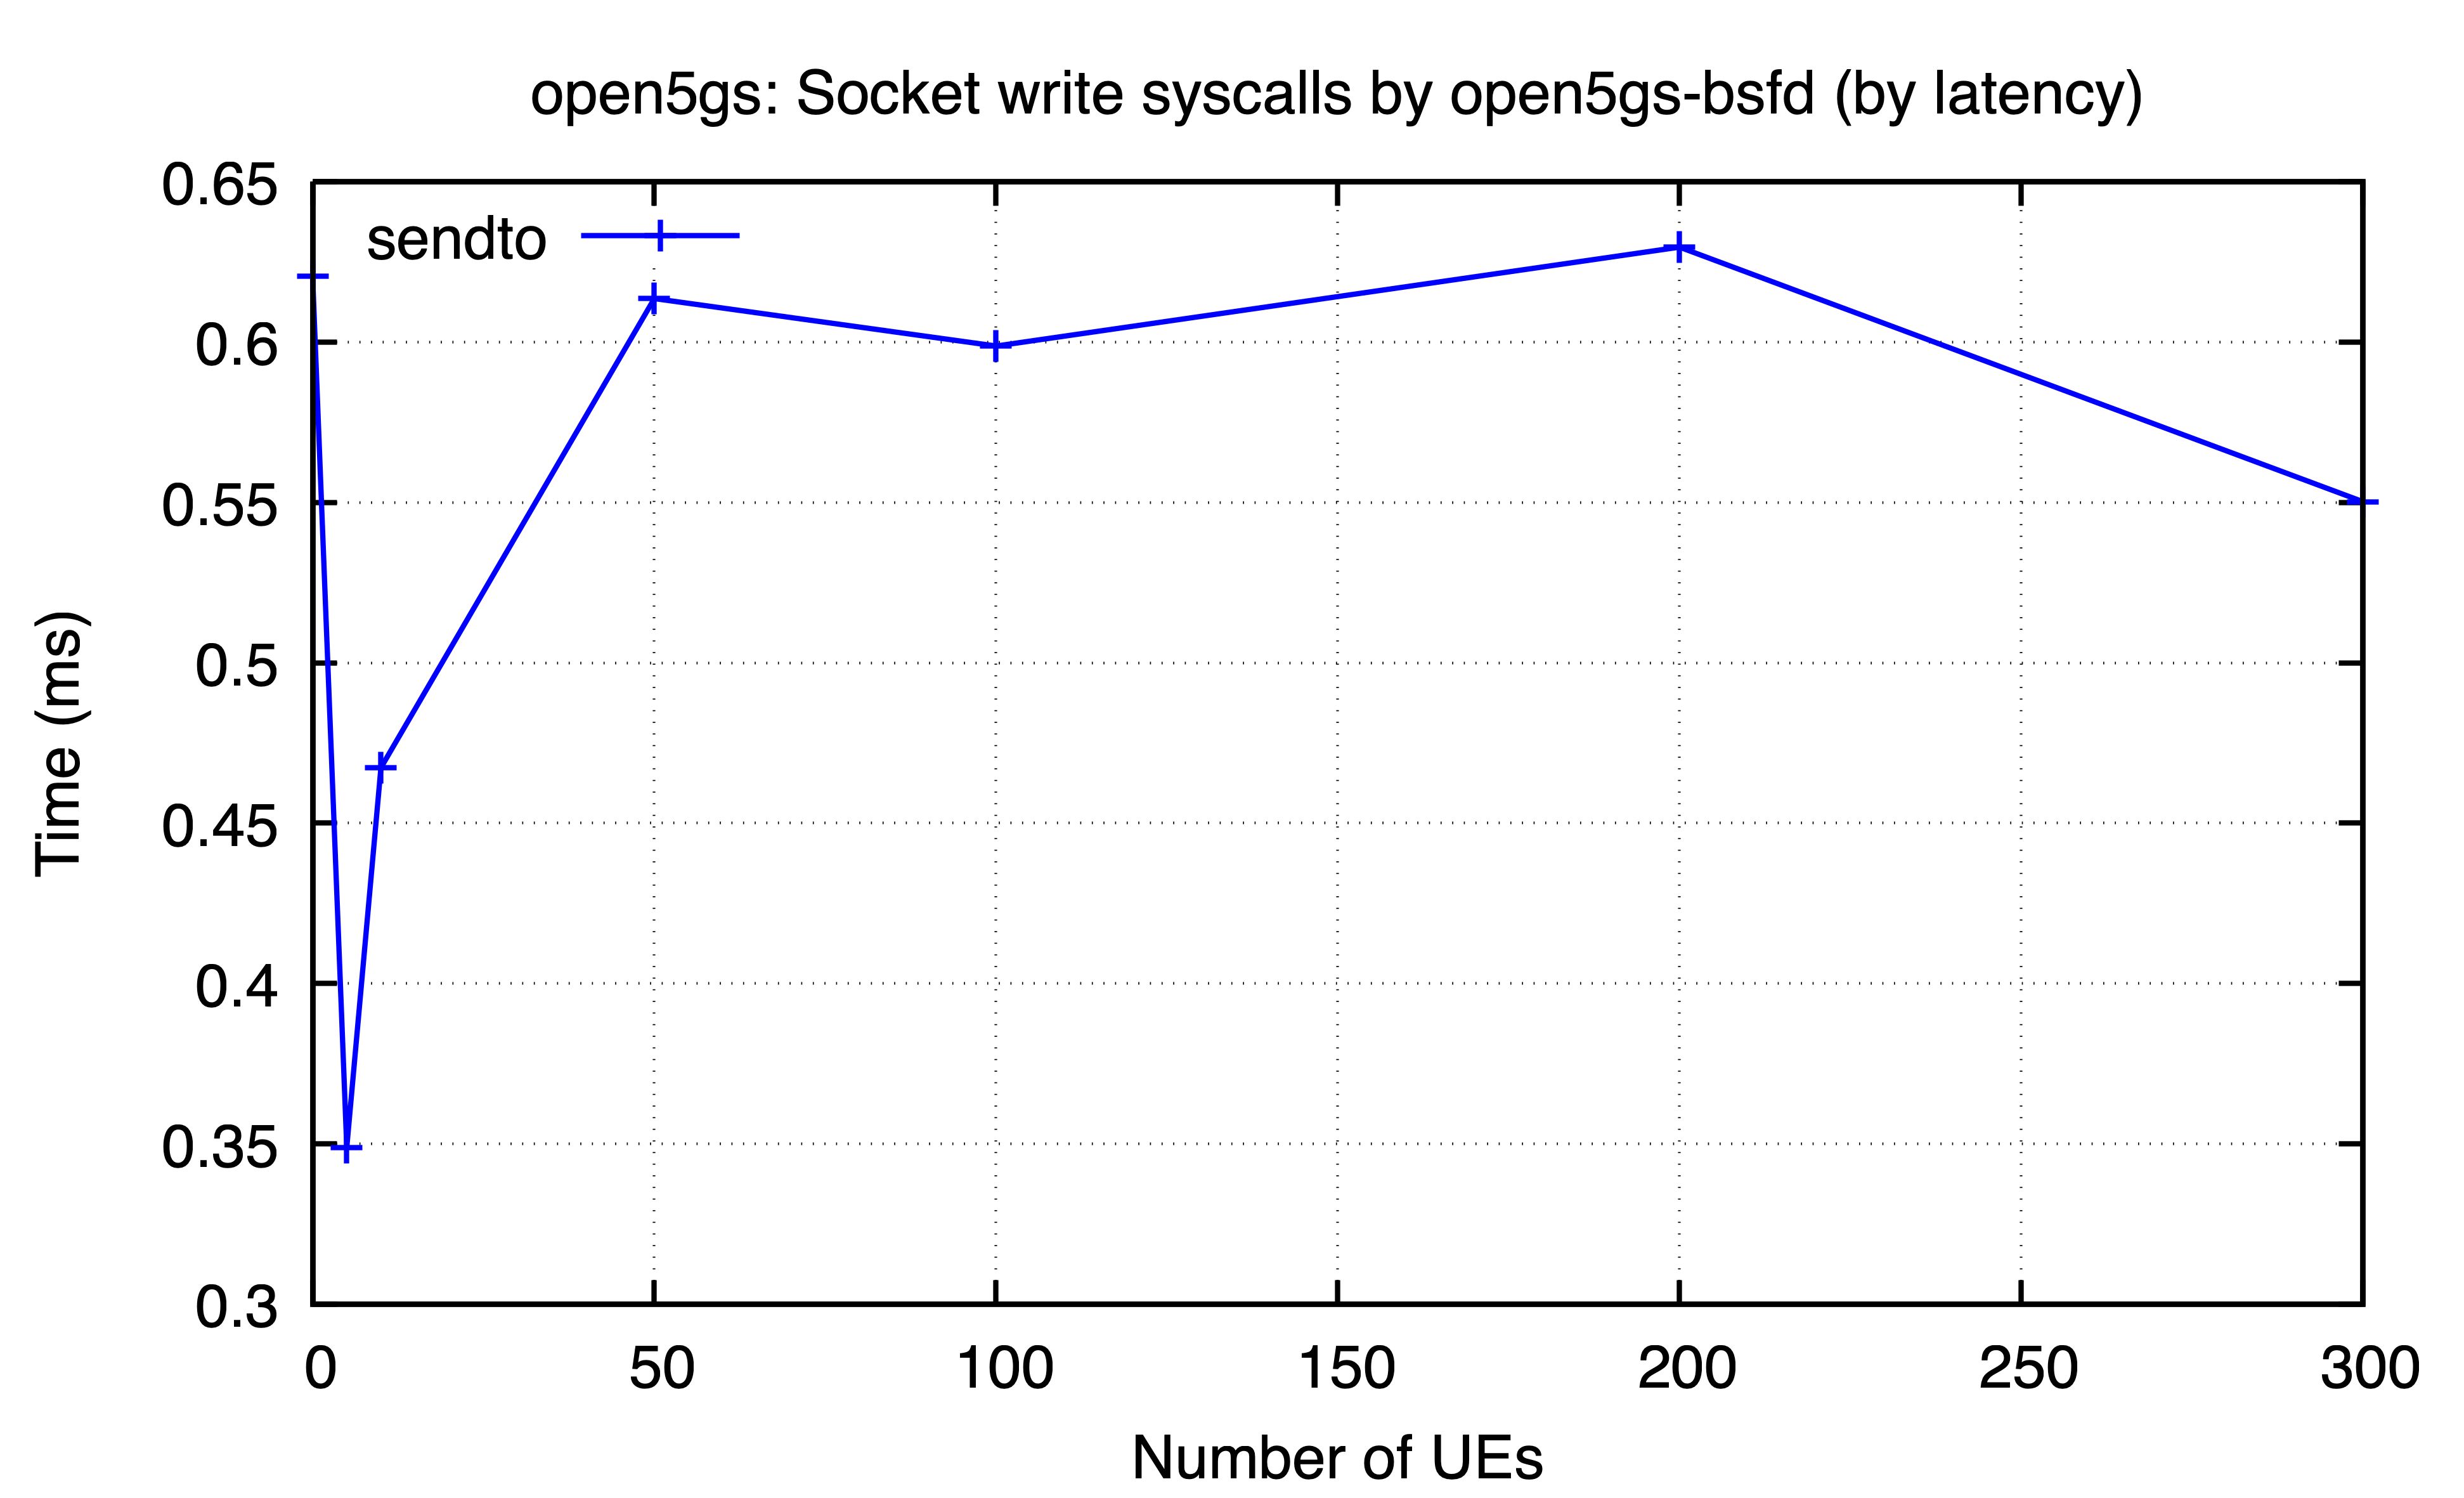 open5gs: Socket write syscalls by open5gs-bsfd (by latency)
sendto
0.65
0.6
0.55
0.5
0.45
0.4
0.35
0.3
Time (ms)
0 50 100 150 200 250 300
Number of UEs